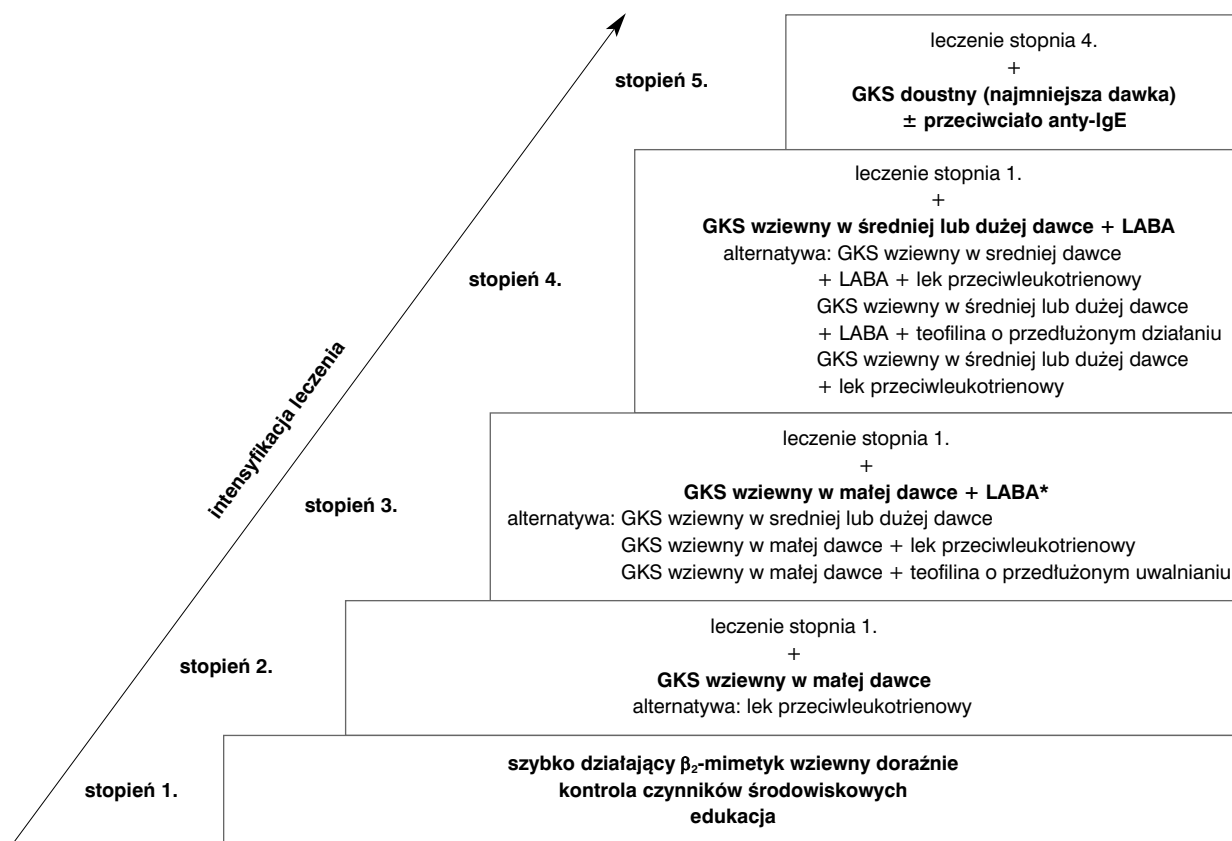 stopień 5.
leczenie stopnia 4.
+
GKS doustny (najmniejsza dawka)
± przeciwciało anty-IgE
stopień 4.
leczenie stopnia 1.
+
GKS wziewny w średniej lub dużej dawce + LABA
alternatywa: GKS wziewny w sredniej dawce
+ LABA + lek przeciwleukotrienowy
GKS wziewny w średniej lub dużej dawce
+ LABA + teofilina o przedłużonym działaniu
GKS wziewny w średniej lub dużej dawce
+ lek przeciwleukotrienowy
intensyfikacja leczenia
stopień 3.
leczenie stopnia 1.
+
GKS wziewny w małej dawce + LABA*
alternatywa: GKS wziewny w sredniej lub dużej dawce
GKS wziewny w małej dawce + lek przeciwleukotrienowy
GKS wziewny w małej dawce + teofilina o przedłużonym uwalnianiu
stopień 2.
leczenie stopnia 1.
+
GKS wziewny w małej dawce
alternatywa: lek przeciwleukotrienowy
stopień 1.
szybko działający β₂-mimetyk wziewny doraźnie
kontrola czynników środowiskowych
edukacja